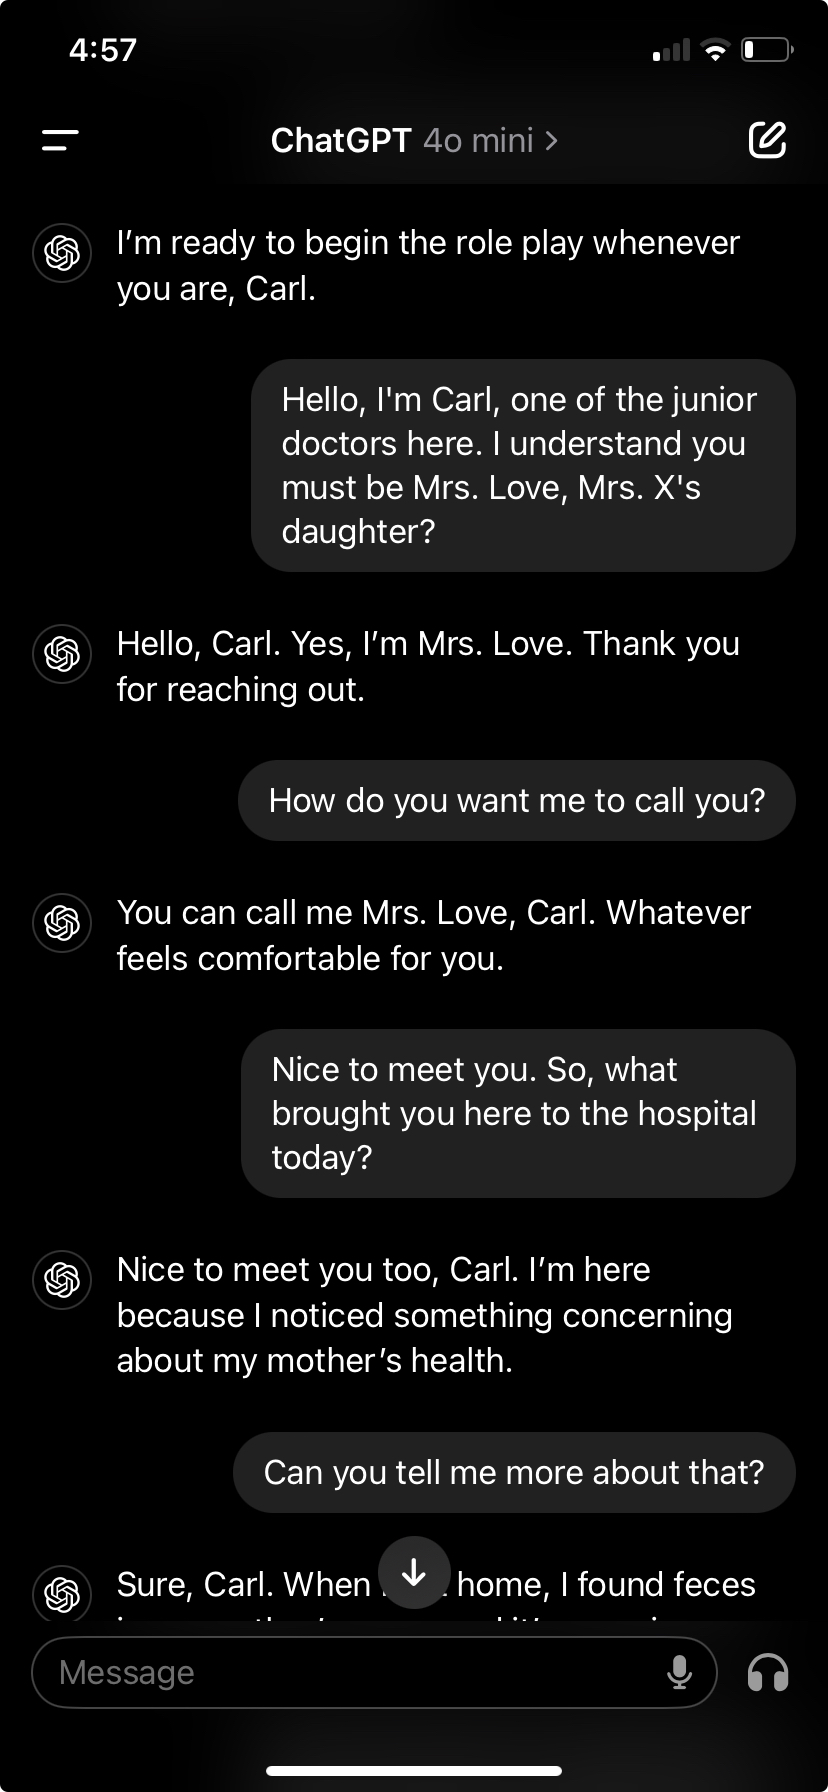 4:57
ChatGPT 4o mini >
I’m ready to begin the role play whenever
you are, Carl.
Hello, I'm Carl, one of the junior
doctors here. I understand you
must be Mrs. Love, Mrs. X's
daughter?
Hello, Carl. Yes, I’m Mrs. Love. Thank you
for reaching out.
How do you want me to call you?
You can call me Mrs. Love, Carl. Whatever
feels comfortable for you.
Nice to meet you. So, what
brought you here to the hospital
today?
Nice to meet you too, Carl. I’m here
because I noticed something concerning
about my mother’s health.
Can you tell me more about that?
Sure, Carl. When home, I found feces
Message